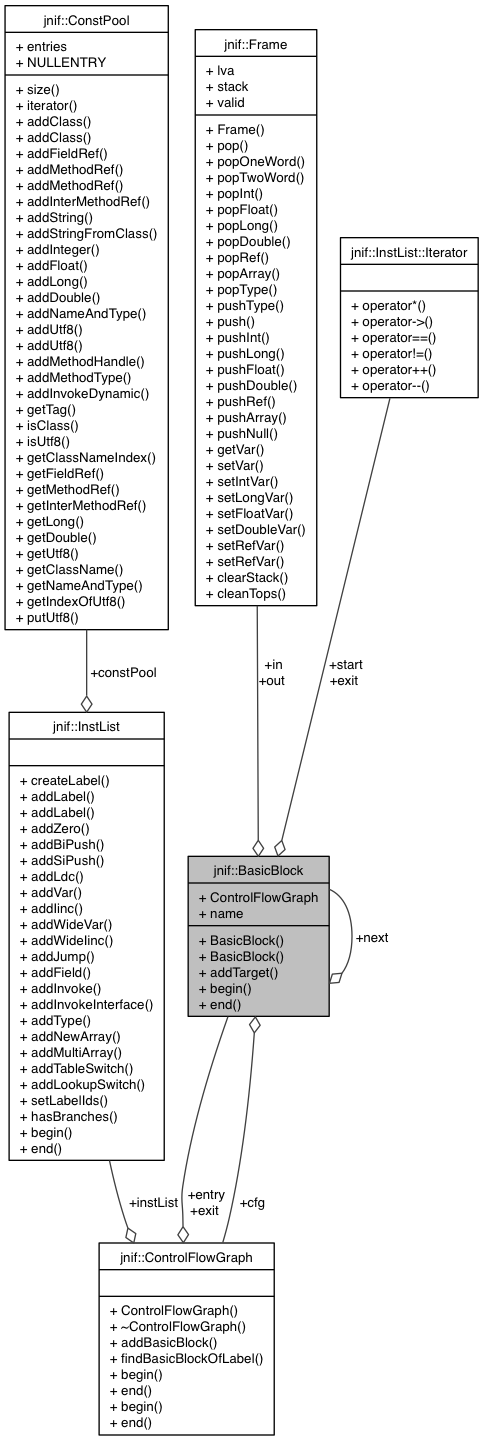 jnif::ConstPool
+ entries
+ NULLENTRY
+ size()
+ iterator()
+ addClass()
+ addClass()
+ addFieldRef()
+ addMethodRef()
+ addMethodRef()
+ addInterMethodRef()
+ addString()
+ addStringFromClass()
+ addInteger()
+ addFloat()
+ addLong()
+ addDouble()
+ addNameAndType()
+ addUtf8()
+ addUtf8()
+ addMethodHandle()
+ addMethodType()
+ addInvokeDynamic()
+ getTag()
+ isClass()
+ isUtf8()
+ getClassNameIndex()
+ getFieldRef()
+ getMethodRef()
+ getInterMethodRef()
+ getLong()
+ getDouble()
+ getUtf8()
+ getClassName()
+ getNameAndType()
+ getIndexOfUtf8()
+ putUtf8()
jnif::Frame
+ lva
+ stack
+ valid
+ Frame()
+ pop()
+ popOneWord()
+ popTwoWord()
+ popInt()
+ popFloat()
+ popLong()
+ popDouble()
+ popRef()
+ popArray()
+ popType()
+ pushType()
+ push()
+ pushInt()
+ pushLong()
+ pushFloat()
+ pushDouble()
+ pushRef()
+ pushArray()
+ pushNull()
+ getVar()
+ setVar()
+ setIntVar()
+ setLongVar()
+ setFloatVar()
+ setDoubleVar()
+ setRefVar()
+ setRefVar()
+ clearStack()
+ cleanTops()
jnif::InstList::Iterator
+ operator*()
+ operator->()
+ operator==()
+ operator!=()
+ operator++()
+ operator--()
+constPool
+in
+out
+start
+exit
jnif::InstList
+ createLabel()
+ addLabel()
+ addLabel()
+ addZero()
+ addBiPush()
+ addSiPush()
+ addLdc()
+ addVar()
+ addIinc()
+ addWideVar()
+ addWideIinc()
+ addJump()
+ addField()
+ addInvoke()
+ addInvokeInterface()
+ addType()
+ addNewArray()
+ addMultiArray()
+ addTableSwitch()
+ addLookupSwitch()
+ setLabelIds()
+ hasBranches()
+ begin()
+ end()
jnif::BasicBlock
+ ControlFlowGraph
+ name
+ BasicBlock()
+ BasicBlock()
+ addTarget()
+ begin()
+ end()
+next
+instList
+entry
+exit
+cfg
jnif::ControlFlowGraph
+ ControlFlowGraph()
+ ~ControlFlowGraph()
+ addBasicBlock()
+ findBasicBlockOfLabel()
+ begin()
+ end()
+ begin()
+ end()